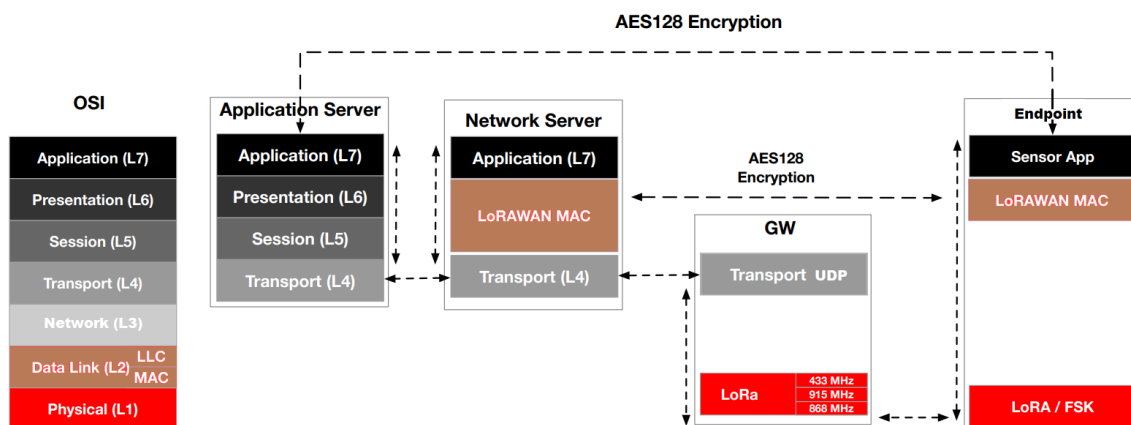 AES128 Encryption
OSI
Application (L7)
Presentation (L6)
Session (L5)
Transport (L4)
Network (L3)
Data Link (L2)
LLC
MAC
Physical (L1)
Application Server
Application (L7)
Presentation (L6)
Session (L5)
Transport (L4)
Network Server
Application (L7)
LoRAWAN MAC
Transport (L4)
AES128
Encryption
GW
Transport UDP
LoRa
433 MHz
915 MHz
868 MHz
Endpoint
Sensor App
LoRAWAN MAC
LoRA / FSK